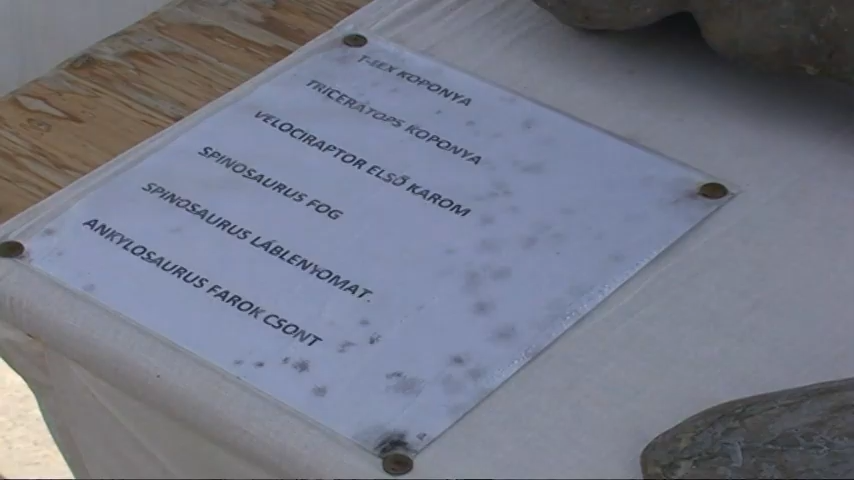 T-REX KOPONYA
TRICERATOPS KOPONYA
VELOCIRAPTOR ELSŐ KAROM
SPINOSAURUS FOG
SPINOSAURUS LÁBLENYOMAT.
ANKYLOSAURUS FAROK CSONT